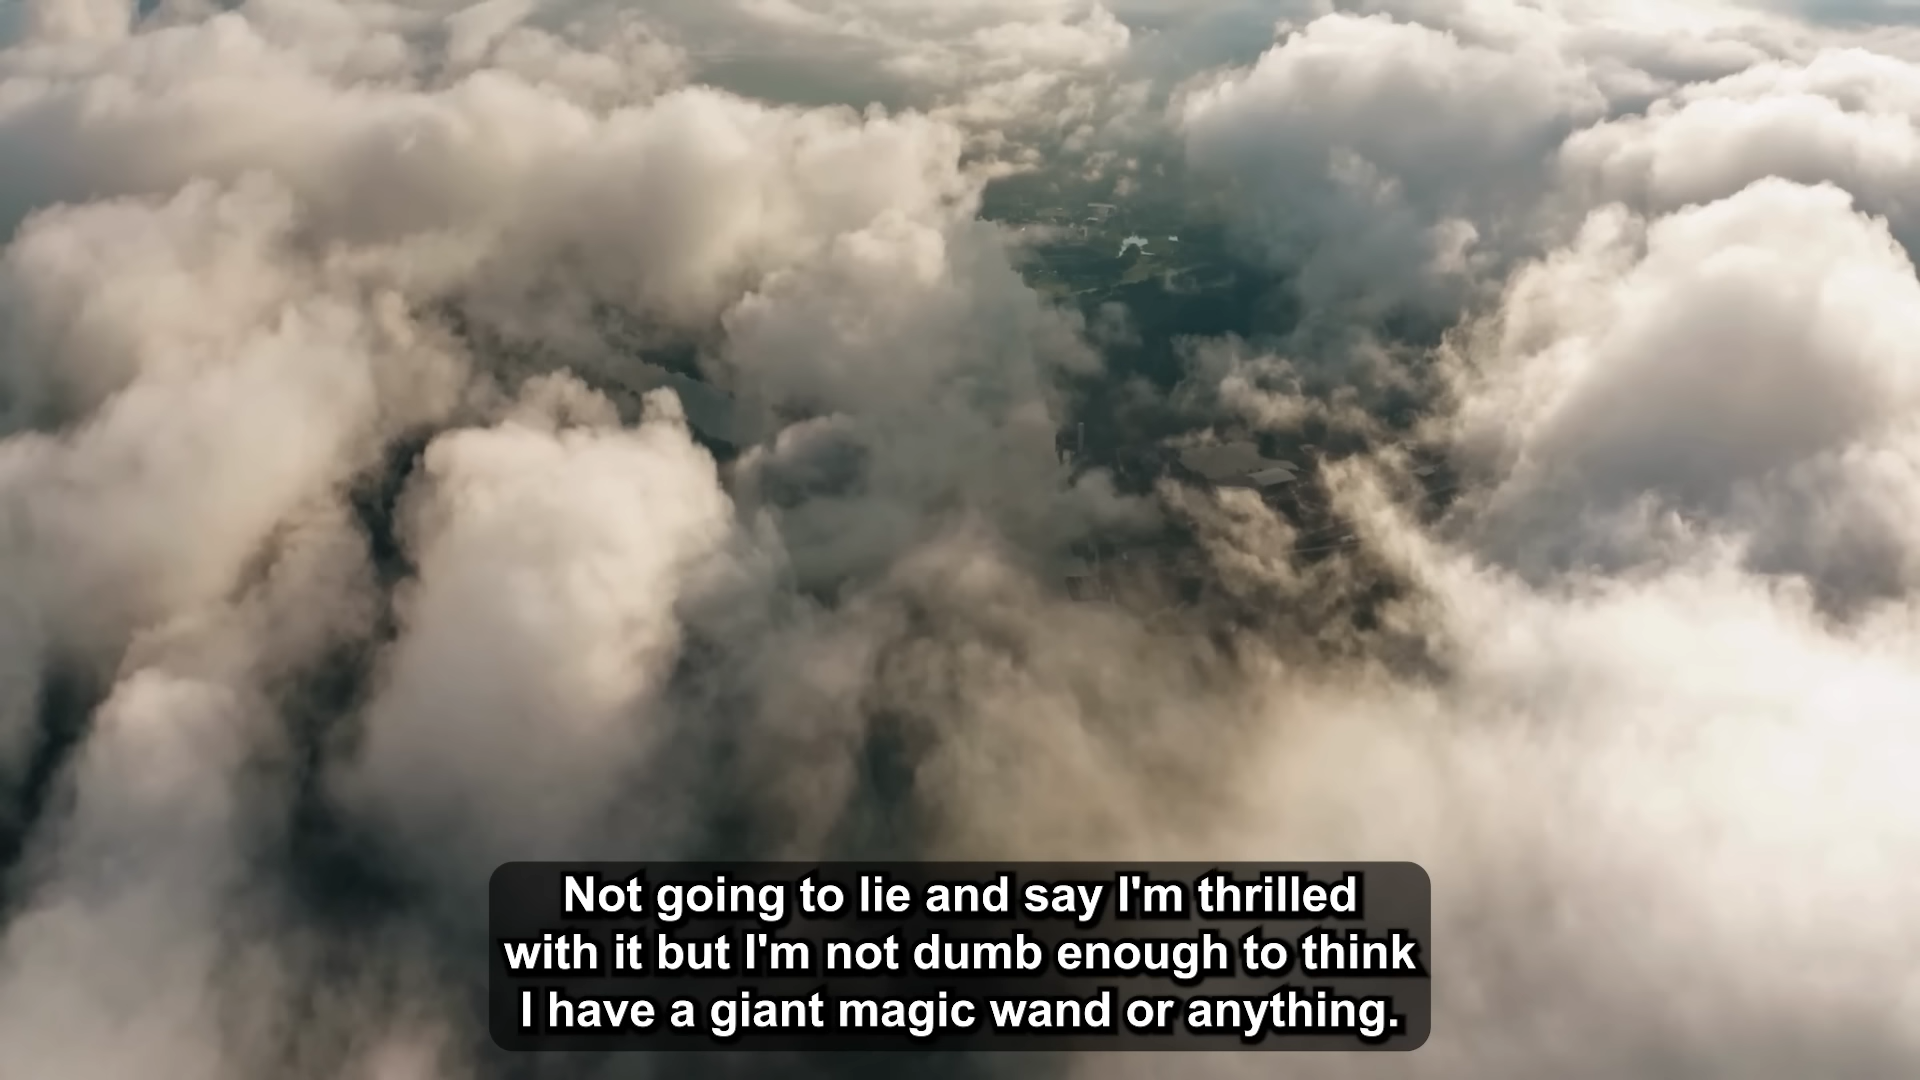 Not going to lie and say I'm thrilled
with it but I'm not dumb enough to think
I have a giant magic wand or anything.